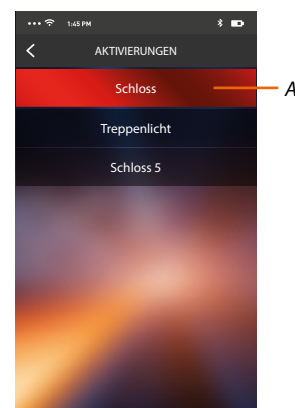 1:45 PM
AKTIVIERUNGEN
Schloss
A
Treppenlicht
Schloss 5